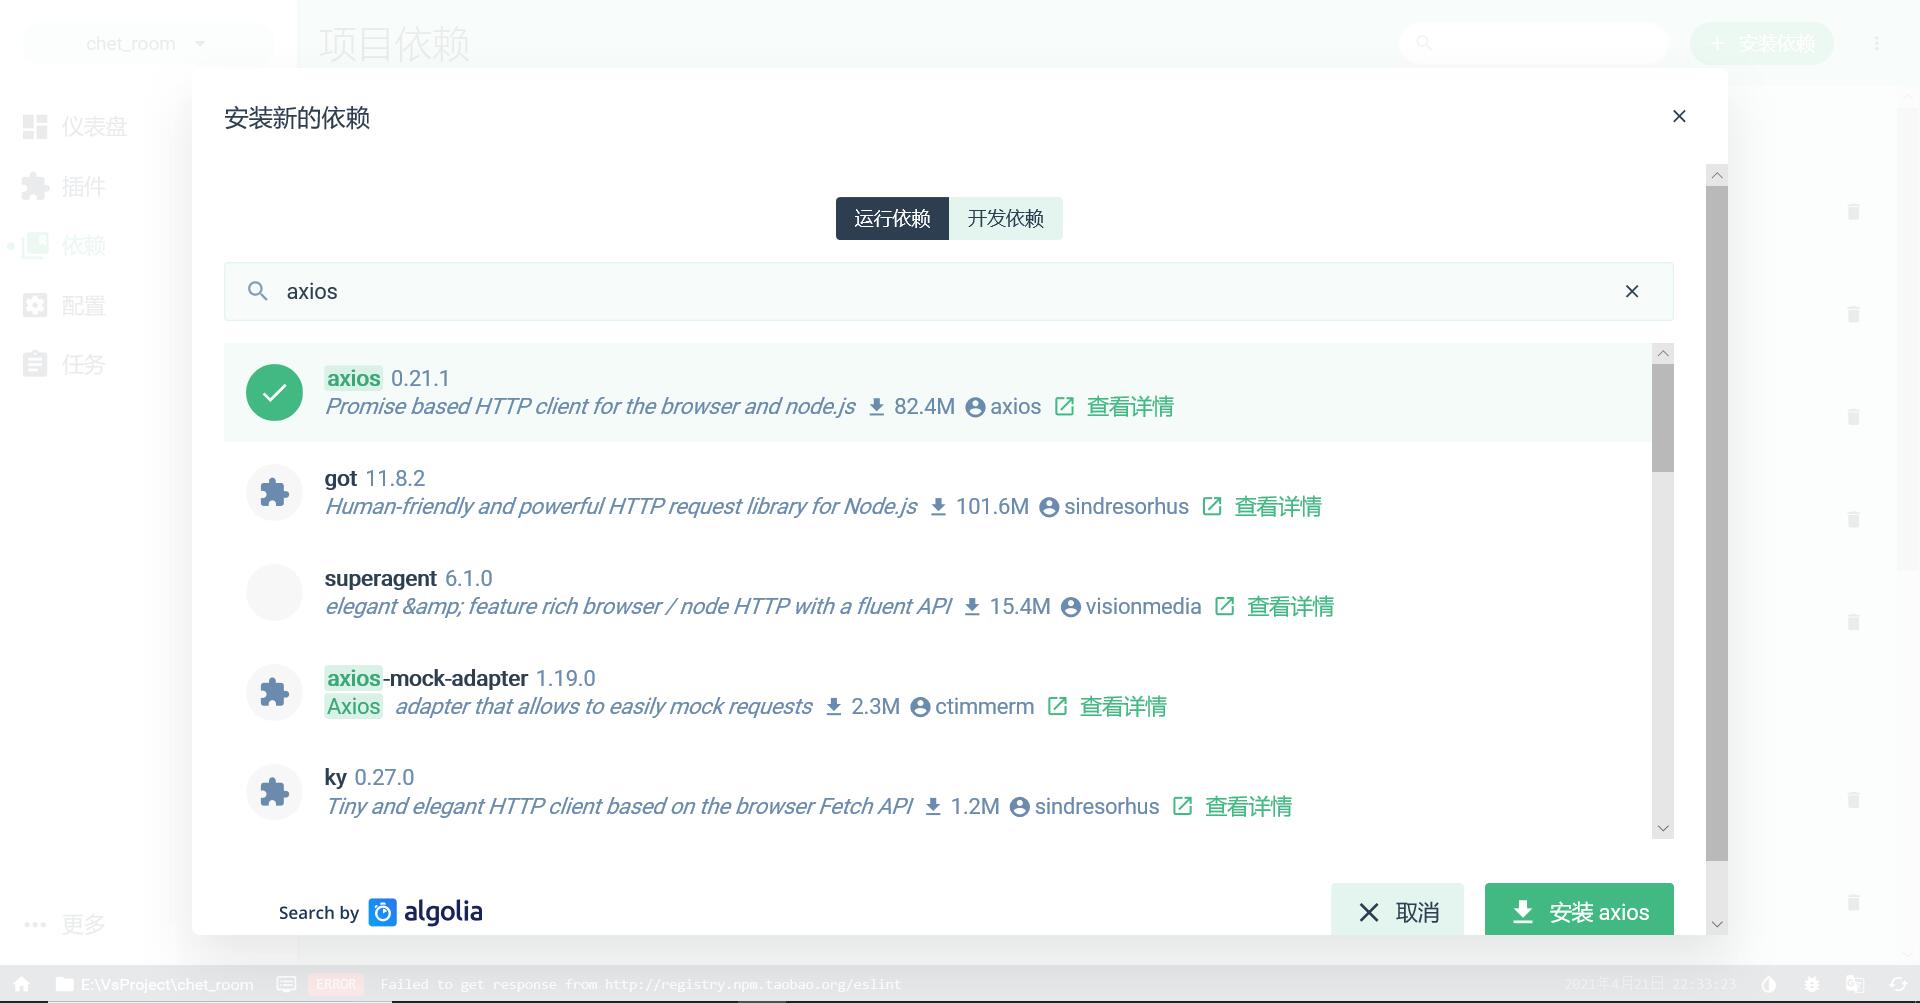 chet_room
项目依赖
安装依赖
仪表盘
插件
依赖
配置
任务
更多
安装新的依赖
运行依赖 开发依赖
axios
axios 0.21.1
Promise based HTTP client for the browser and node.js 82.4M axios 查看详情
got 11.8.2
Human-friendly and powerful HTTP request library for Node.js 101.6M sindresorhus 查看详情
superagent 6.1.0
elegant &amp; feature rich browser / node HTTP with a fluent API 15.4M visionmedia 查看详情
axios-mock-adapter 1.19.0
Axios adapter that allows to easily mock requests 2.3M ctimmerm 查看详情
ky 0.27.0
Tiny and elegant HTTP client based on the browser Fetch API 1.2M sindresorhus 查看详情
Search by algolia
取消 安装 axios
E:\VsProject\chet_room ERROR Failed to get response from http://registry.npm.taobao.org/eslint 2021年4月21日 22:33:23